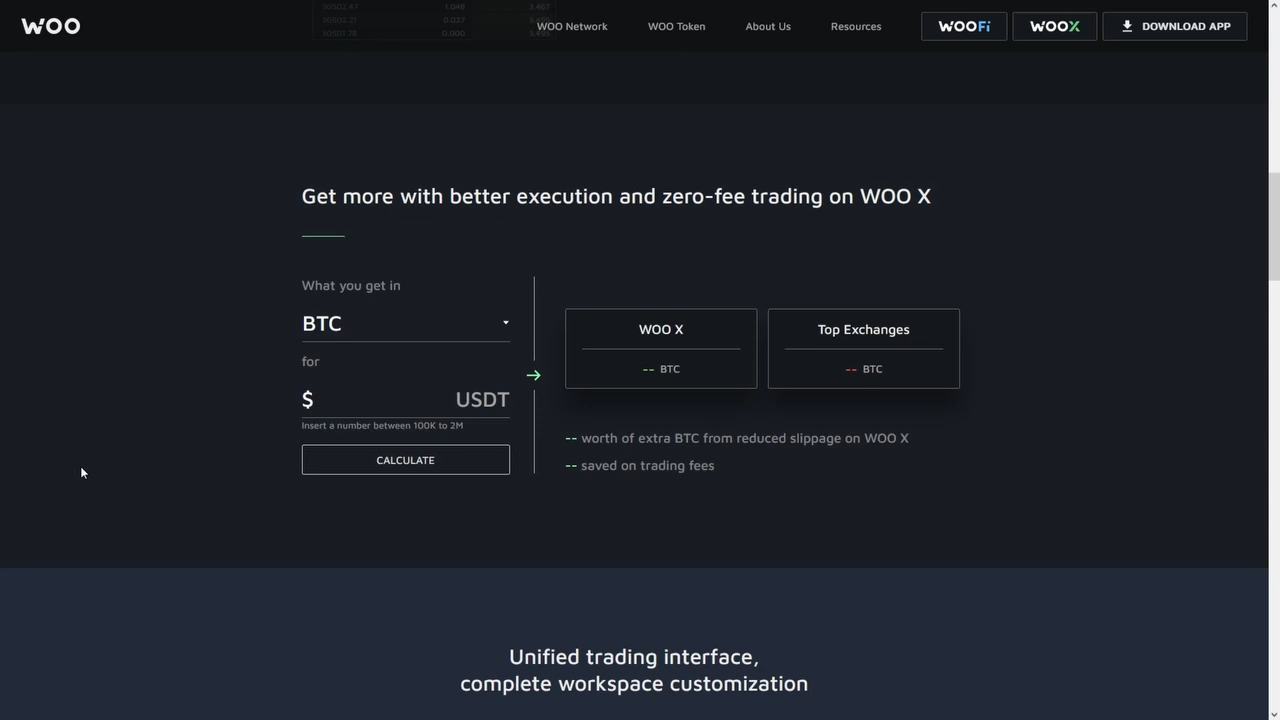 WOO
WOO Network
WOO Token
About Us
Resources
WOOFi
WOOX
DOWNLOAD APP
Get more with better execution and zero-fee trading on WOO X
What you get in
BTC
for
$ USDT
Insert a number between 100K to 2M
CALCULATE
WOO X
-- BTC
Top Exchanges
-- BTC
-- worth of extra BTC from reduced slippage on WOO X
-- saved on trading fees
Unified trading interface,
complete workspace customization